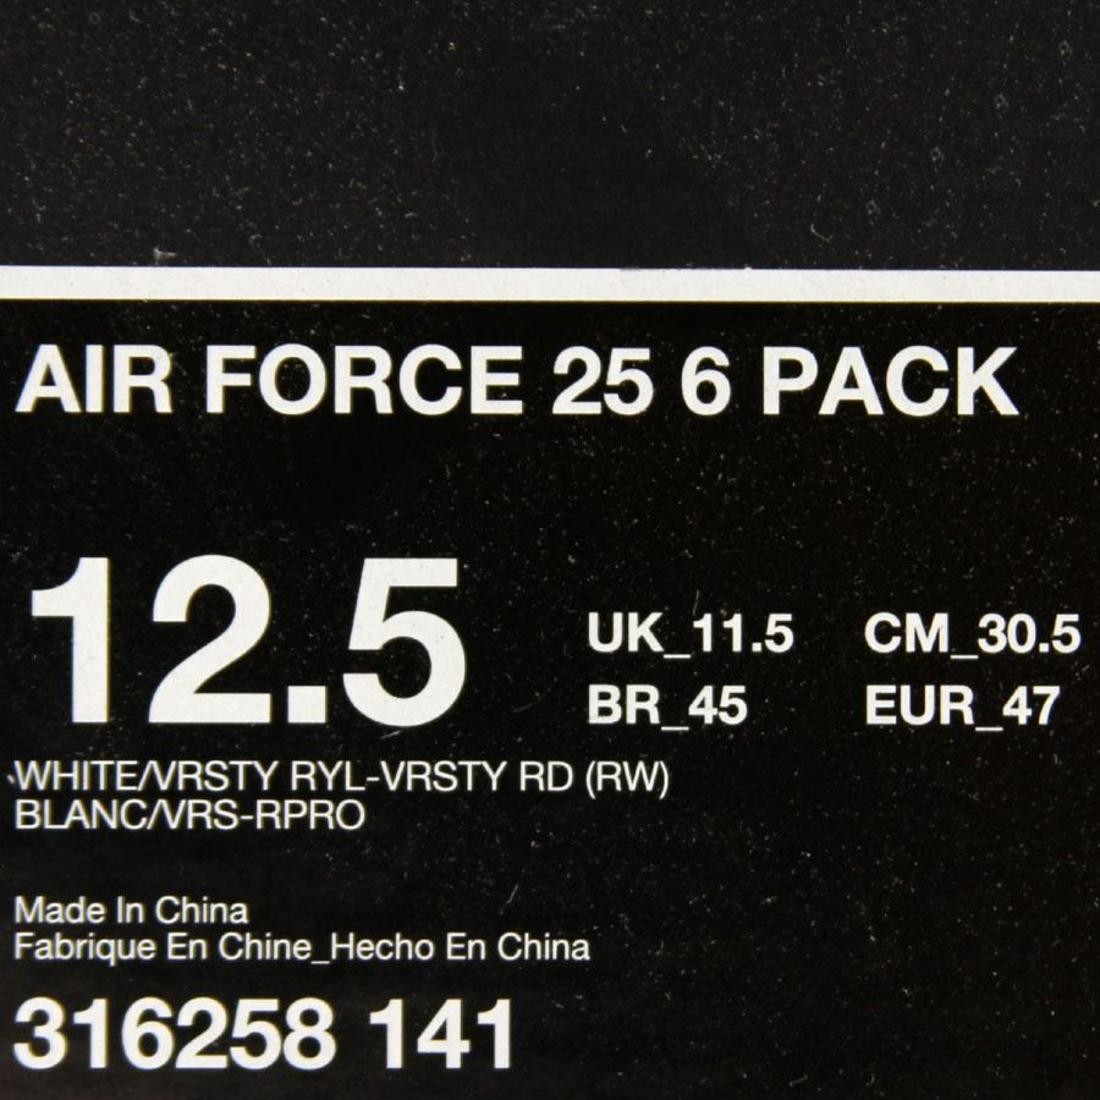 AIR FORCE 25 6 PACK
12.5
UK_11.5 CM_30.5
BR_45 EUR_47
WHITE/VRSTY RYL-VRSTY RD (RW)
BLANC/VRS-RPRO
Made In China
Fabrique En Chine_Hecho En China
316258 141